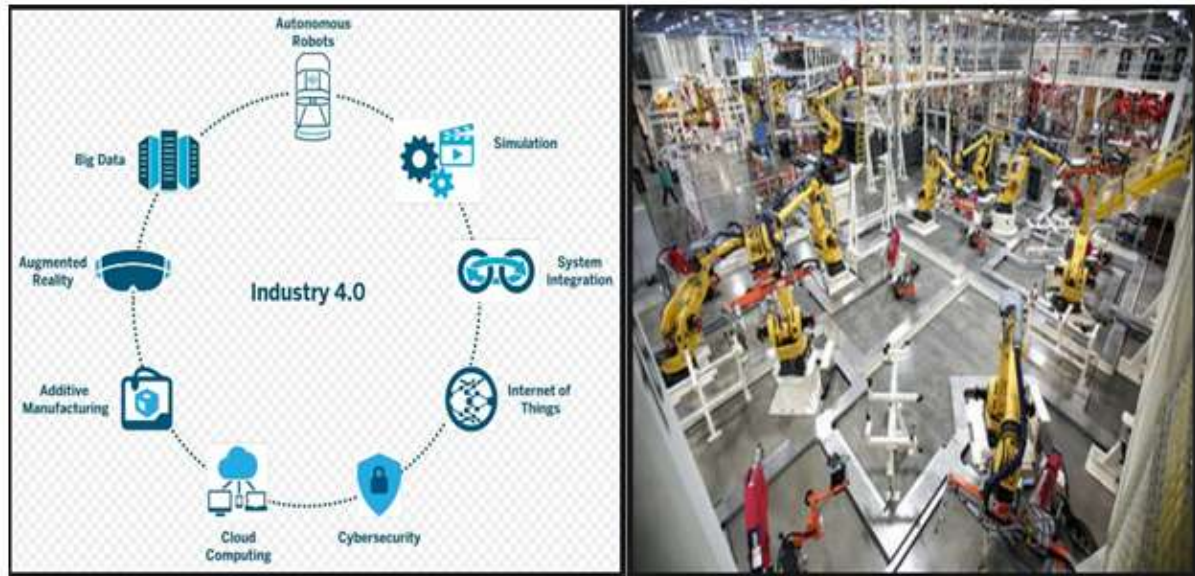 Autonomous
Robots
Simulation
System
Integration
Internet of
Things
Cybersecurity
Cloud
Computing
Additive
Manufacturing
Augmented
Reality
Big Data
Industry 4.0